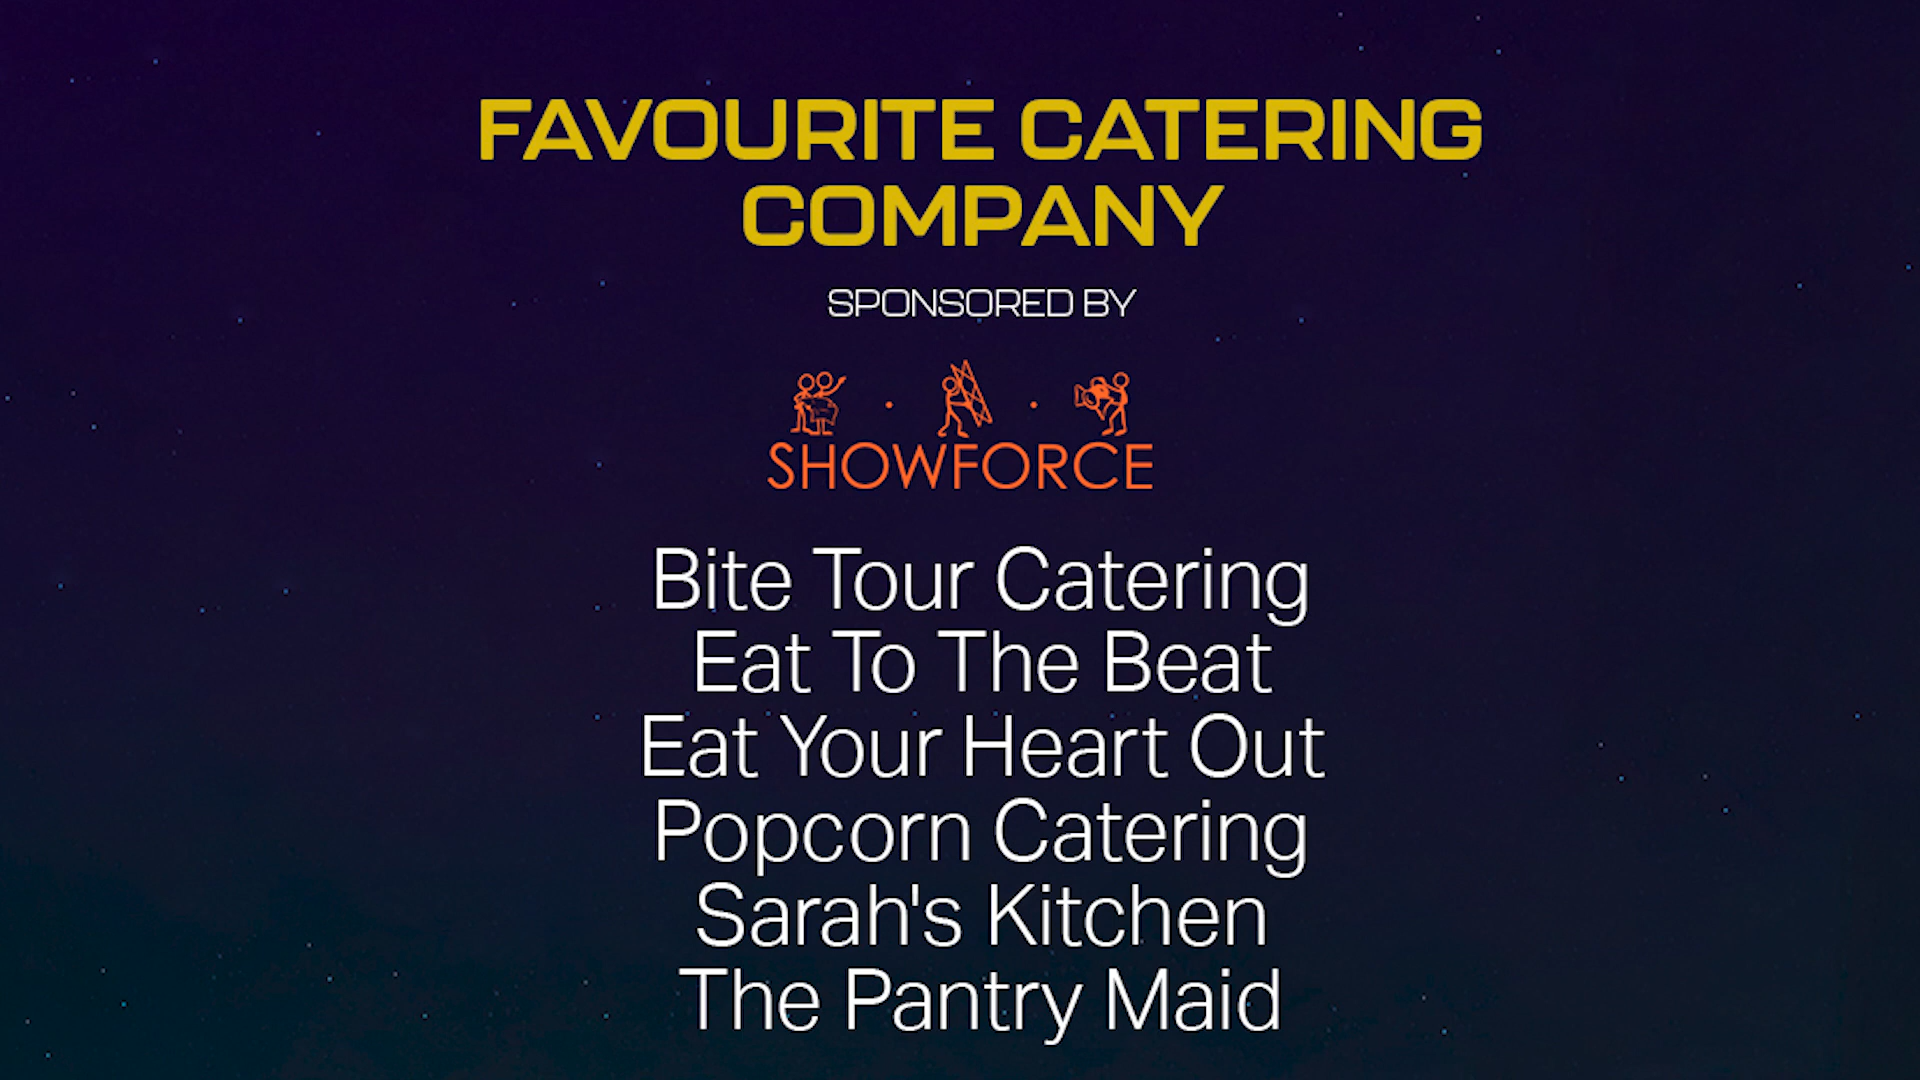 FAVOURITE CATERING
COMPANY
SPONSORED BY
SHOWFORCE
Bite Tour Catering
Eat To The Beat
Eat Your Heart Out
Popcorn Catering
Sarah's Kitchen
The Pantry Maid